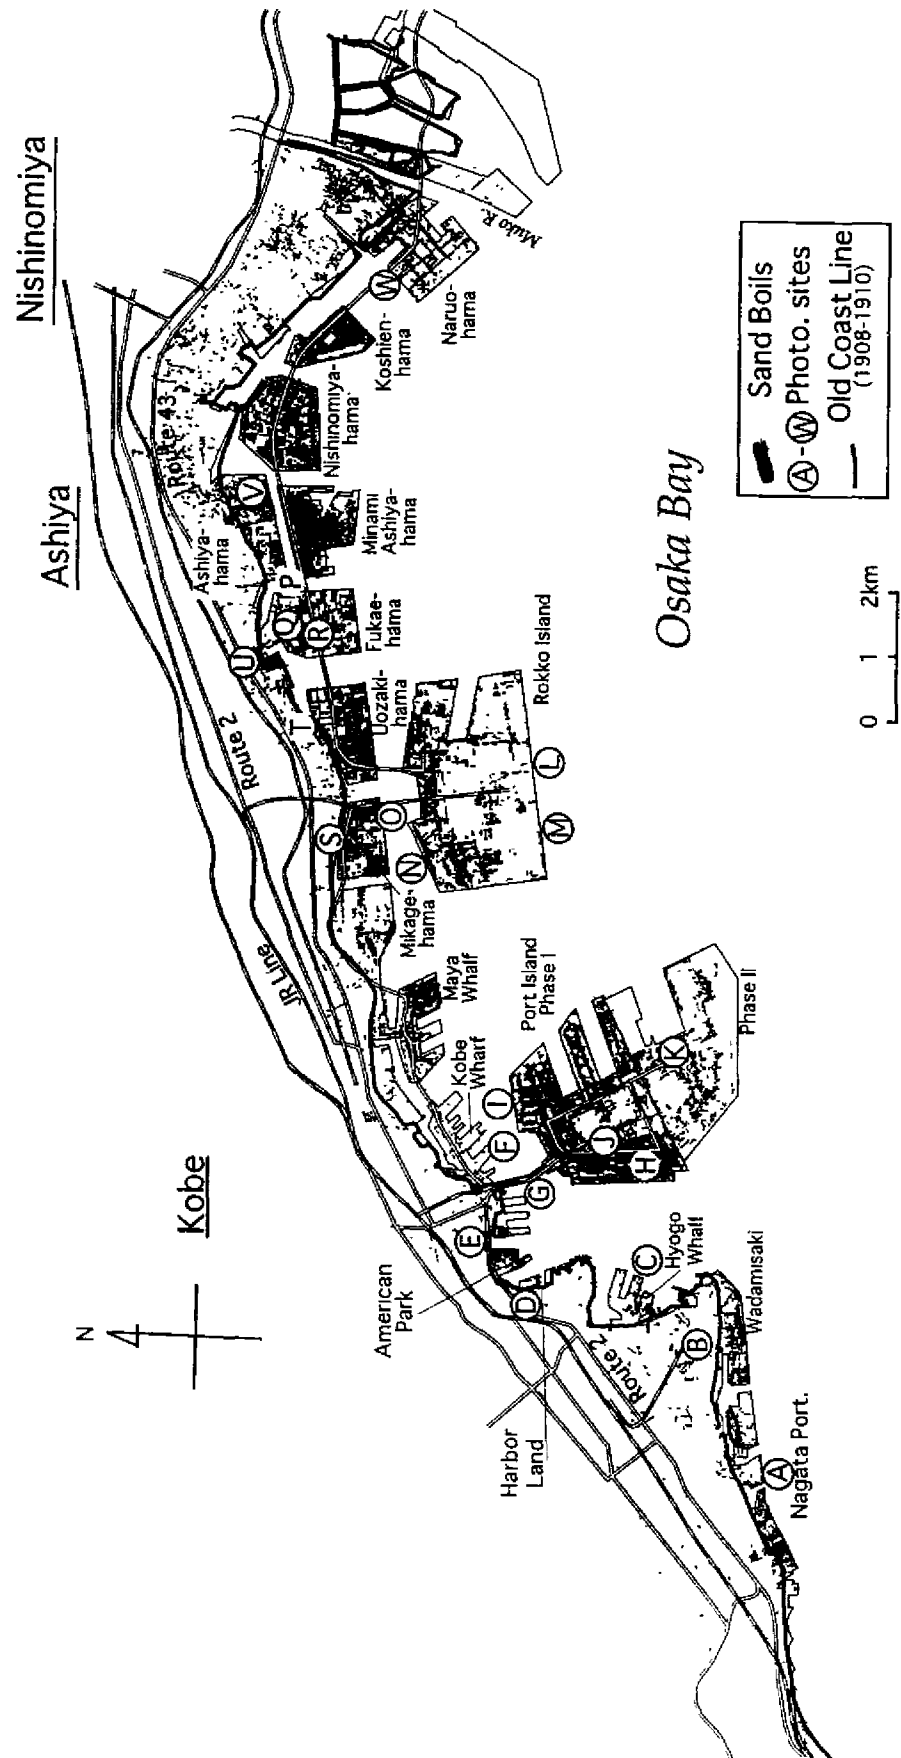 Nishinomiya
Ashiya
Kobe
N
Route 43
Route 2
JR Line
Ashiya-
hama
Muko R.
Naruo-
hama
Koshien-
hama
Nishinomiya-
hama
Minami
Ashiya-
hama
Fukae-
hama
Uozaki-
hama
Rokko Island
Mikage-
hama
Maya
Whalf
Kobe
Wharf
Port Island
Phase I
Phase II
American
Park
Harbor
Land
Route 2
Hyogo
Whalf
Wadamisaki
Nagata Port.
A
B
C
D
E
F
G
H
I
J
K
L
M
N
O
P
Q
R
S
T
U
V
W
Osaka Bay
Sand Boils
A-W Photo. sites
Old Coast Line
(1908-1910)
0 1 2km